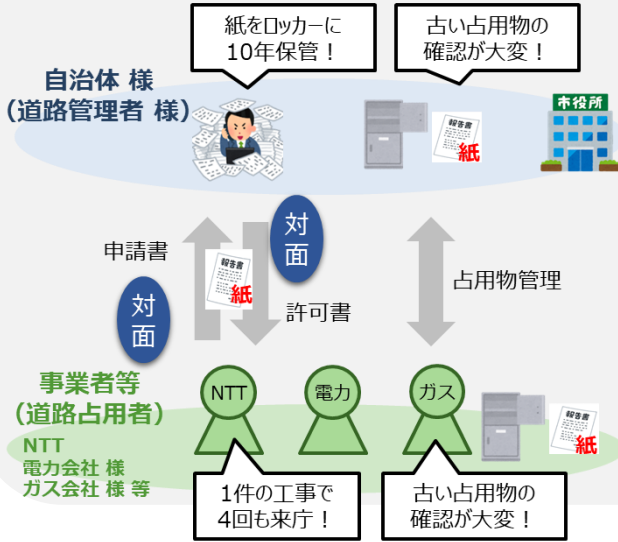 紙をロッカーに
10年保管！
古い占用物の
確認が大変！
自治体 様
（道路管理者 様）
市役所
報告書
紙
対面
対面
申請書
報告書
紙
許可書
占用物管理
事業者等
（道路占用者）
NTT
電力会社 様
ガス会社 様 等
NTT
電力
ガス
報告書
紙
1件の工事で
4回も来庁！
古い占用物の
確認が大変！